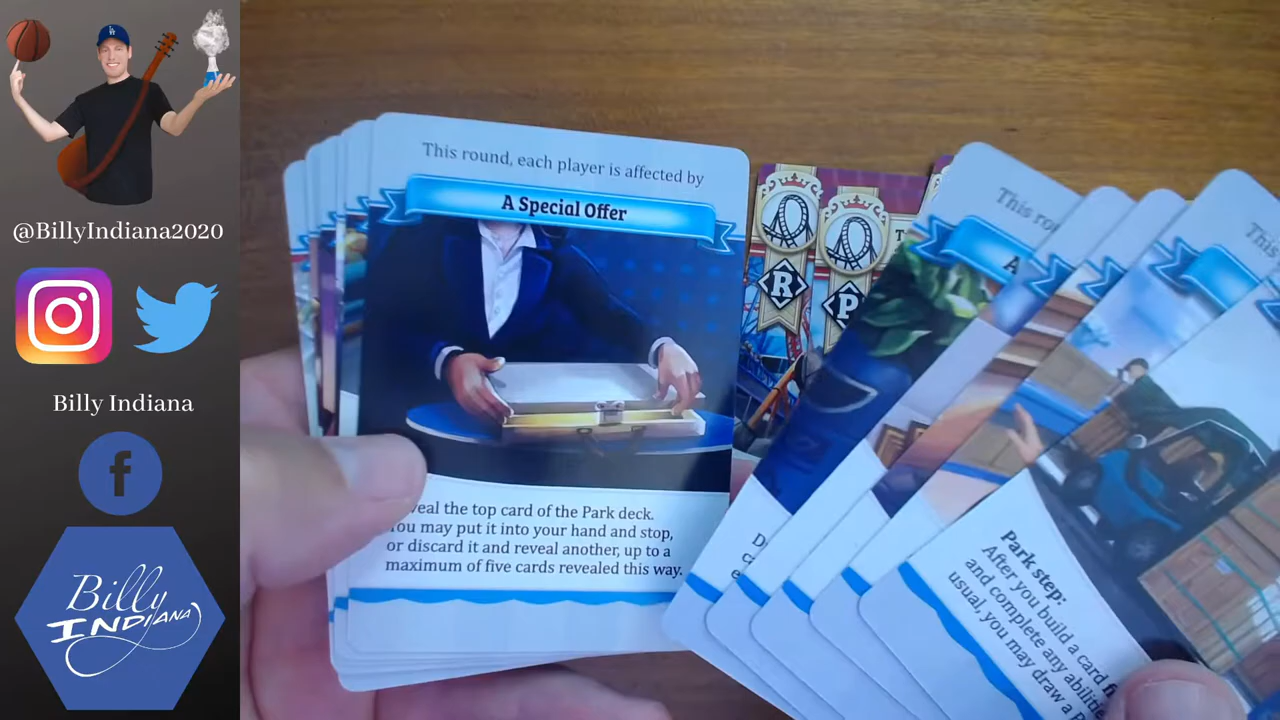 @BillyIndiana2020
Billy Indiana
f
Billy
INDIANA
LA
This round, each player is affected by
A Special Offer
veal the top card of the Park deck.
You may put it into your hand and stop,
or discard it and reveal another, up to a
maximum of five cards revealed this way.
R
P
This
A
This
Park step:
After you build a card
and complete any
usual, you may draw a